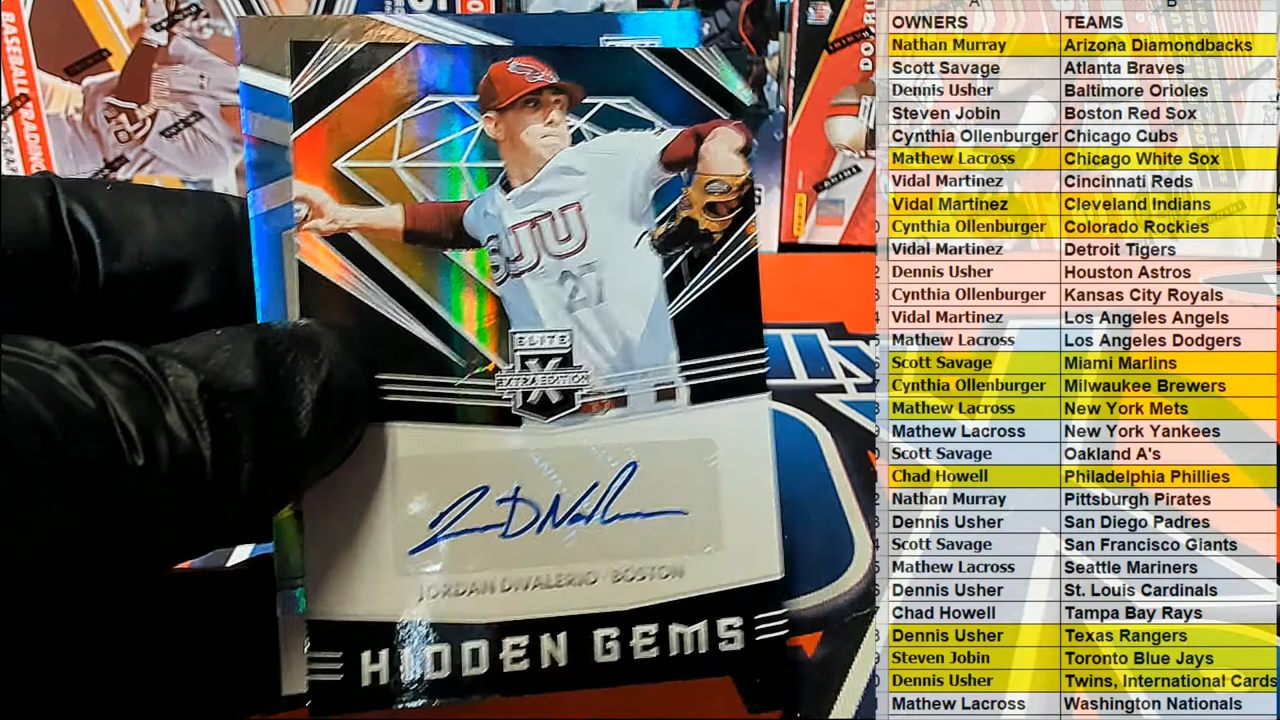 BASEBALL TRADING
PANINI
SJU
27
ELITE
EXTRA EDITION
JORDAN DIVALERIO · BOSTON
HIDDEN GEMS
A B
OWNERS TEAMS
Nathan Murray Arizona Diamondbacks
Scott Savage Atlanta Braves
Dennis Usher Baltimore Orioles
Steven Jobin Boston Red Sox
Cynthia Ollenburger Chicago Cubs
Mathew Lacross Chicago White Sox
Vidal Martinez Cincinnati Reds
Vidal Martinez Cleveland Indians
Cynthia Ollenburger Colorado Rockies
Vidal Martinez Detroit Tigers
Dennis Usher Houston Astros
Cynthia Ollenburger Kansas City Royals
Vidal Martinez Los Angeles Angels
Mathew Lacross Los Angeles Dodgers
Scott Savage Miami Marlins
Cynthia Ollenburger Milwaukee Brewers
Mathew Lacross New York Mets
Mathew Lacross New York Yankees
Scott Savage Oakland A's
Chad Howell Philadelphia Phillies
Nathan Murray Pittsburgh Pirates
Dennis Usher San Diego Padres
Scott Savage San Francisco Giants
Mathew Lacross Seattle Mariners
Dennis Usher St. Louis Cardinals
Chad Howell Tampa Bay Rays
Dennis Usher Texas Rangers
Steven Jobin Toronto Blue Jays
Dennis Usher Twins, International Cards
Mathew Lacross Washington Nationals